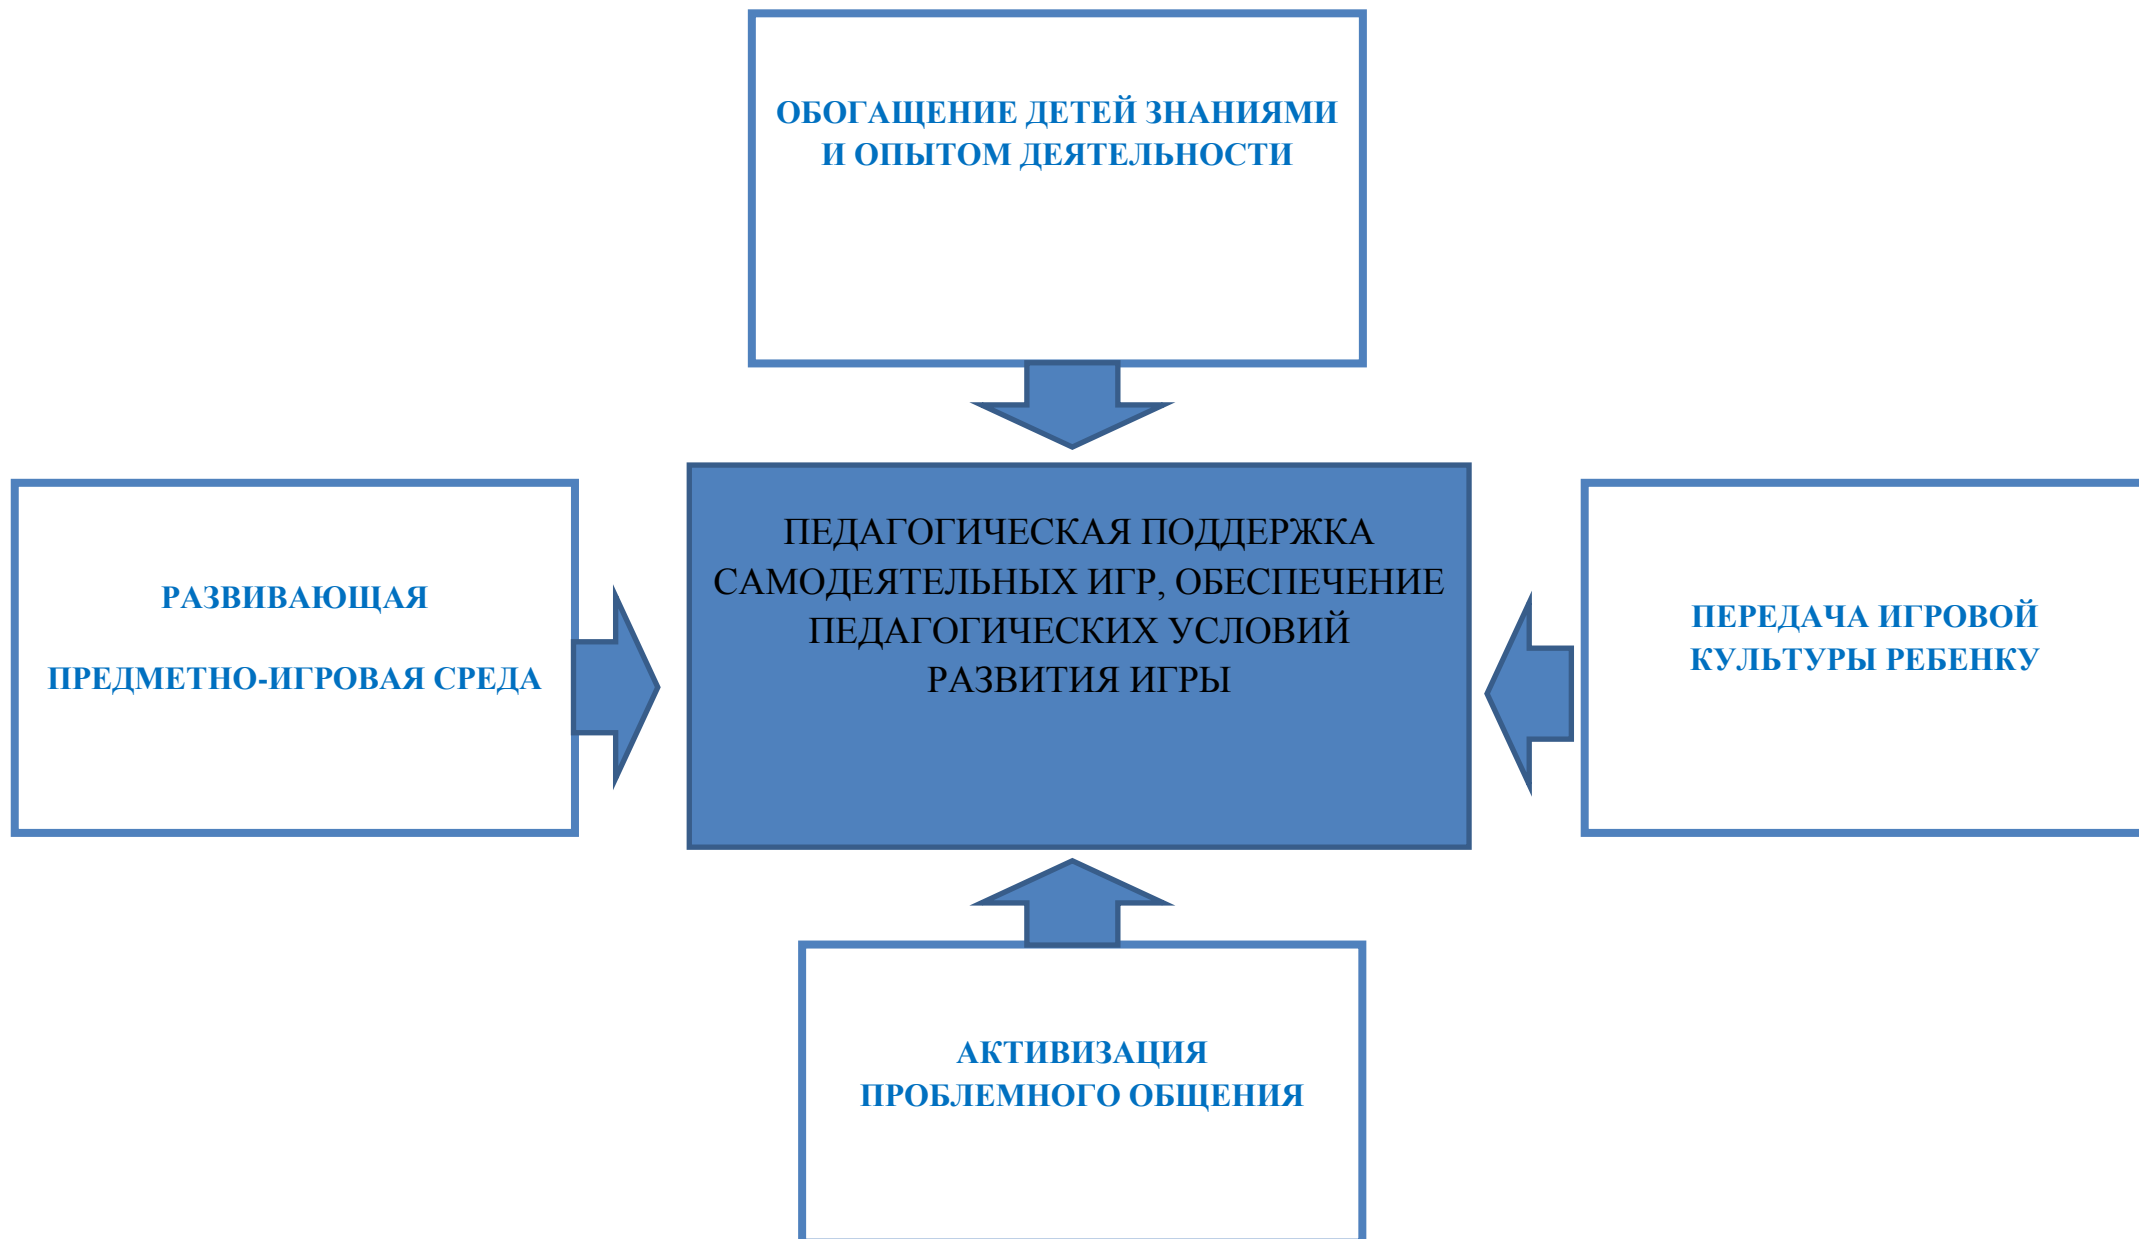 ОБОГАЩЕНИЕ ДЕТЕЙ ЗНАНИЯМИ
И ОПЫТОМ ДЕЯТЕЛЬНОСТИ
РАЗВИВАЮЩАЯ
ПРЕДМЕТНО-ИГРОВАЯ СРЕДА
ПЕДАГОГИЧЕСКАЯ ПОДДЕРЖКА
САМОДЕЯТЕЛЬНЫХ ИГР, ОБЕСПЕЧЕНИЕ
ПЕДАГОГИЧЕСКИХ УСЛОВИЙ
РАЗВИТИЯ ИГРЫ
ПЕРЕДАЧА ИГРОВОЙ
КУЛЬТУРЫ РЕБЕНКУ
АКТИВИЗАЦИЯ
ПРОБЛЕМНОГО ОБЩЕНИЯ